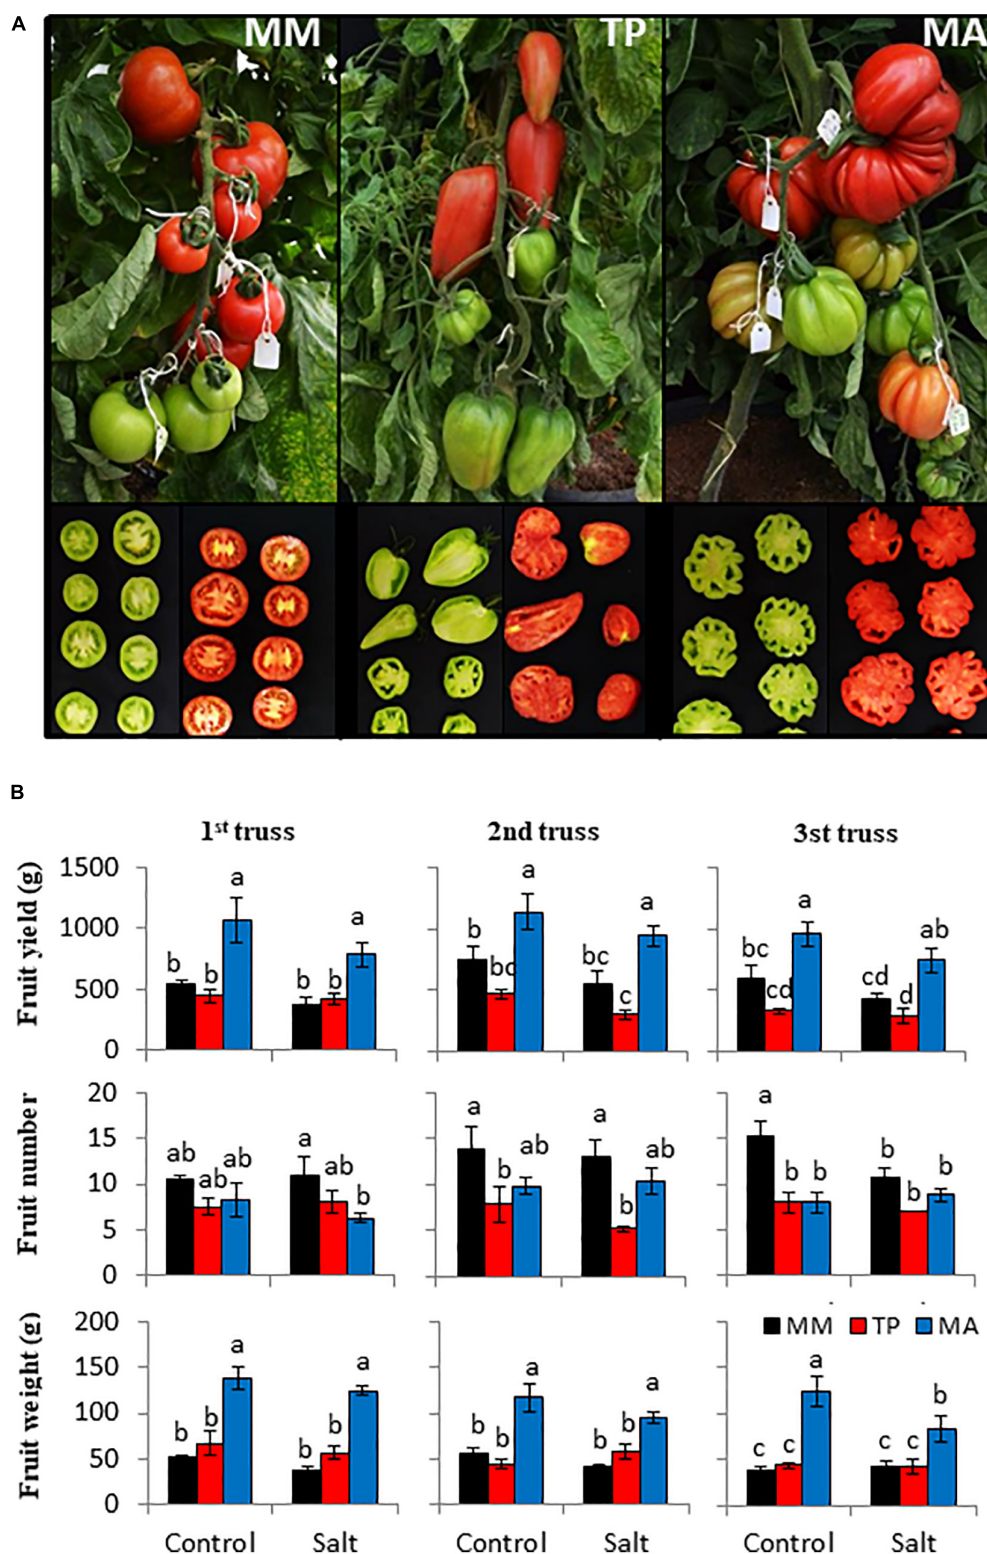 A
MM TP MA
B
1st truss 2nd truss 3st truss
Fruit yield (g)
1500
1000
500
0
b b a b b a
b bc a bc c a
bc cd a cd d ab
Fruit number
20
15
10
5
0
ab ab ab a ab b
a b ab a b ab
a b b b b b
Fruit weight (g)
200
150
100
50
0
MM TP MA
b b a b b a
b b a b b a
c c a c c b
Control Salt Control Salt Control Salt